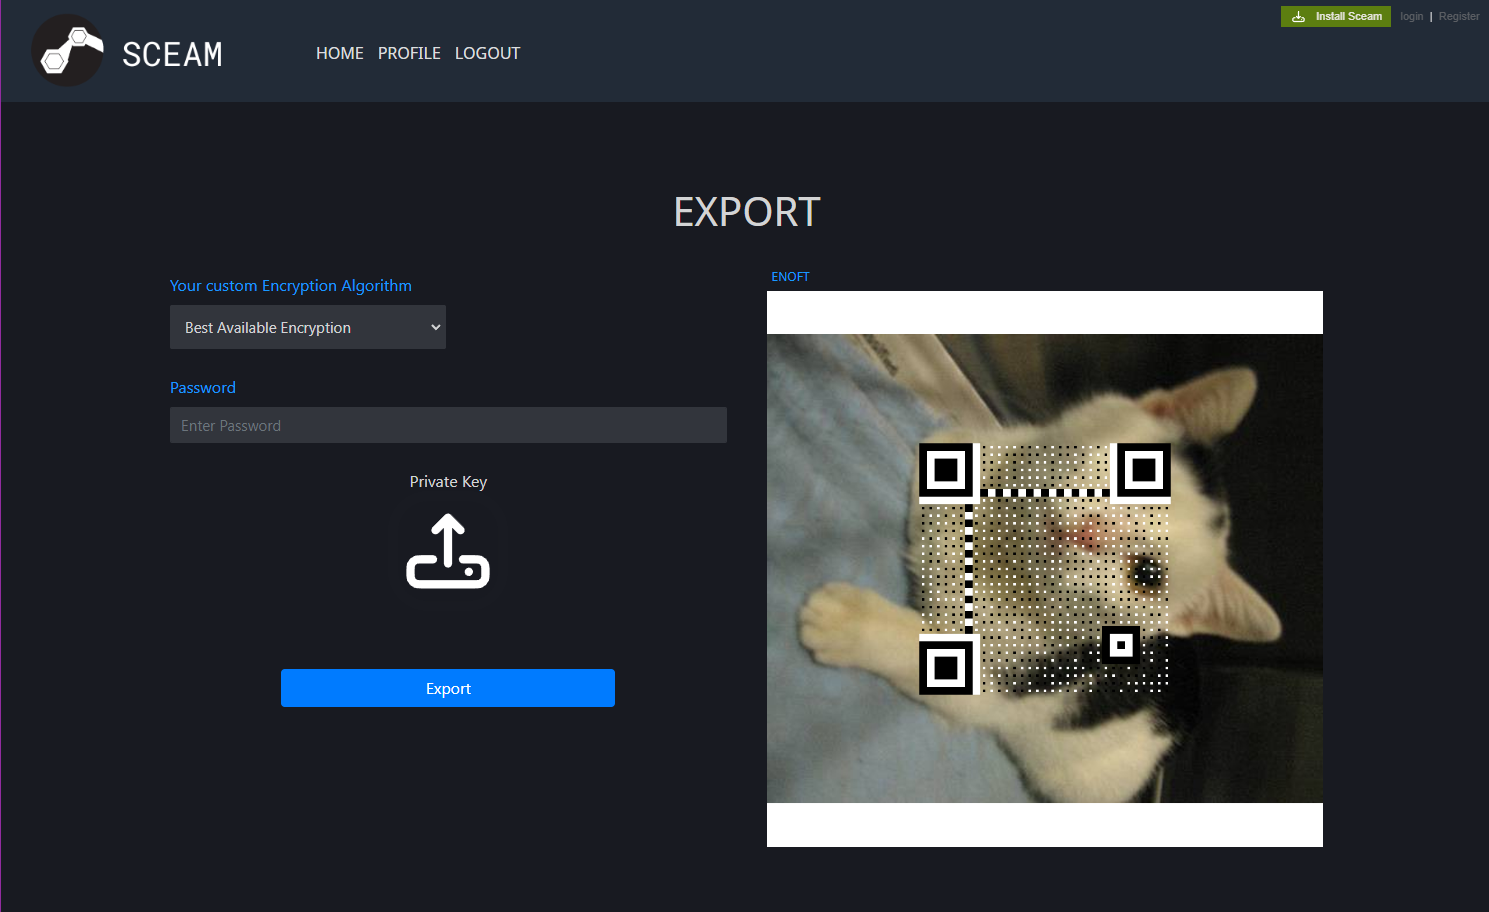 SCEAM
HOME PROFILE LOGOUT
Install Sceam login | Register
EXPORT
Your custom Encryption Algorithm
Best Available Encryption
Password
Enter Password
Private Key
Export
ENOFT